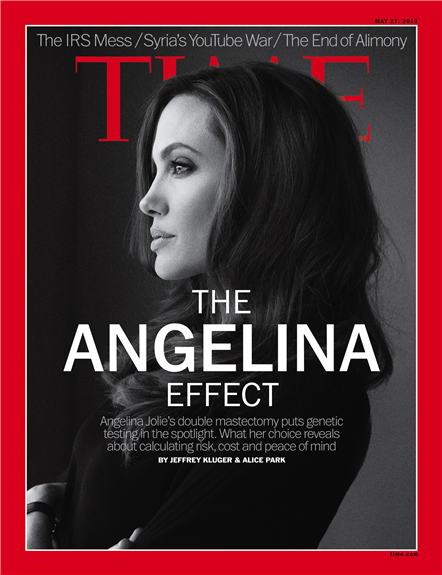 MAY 27, 2013
The IRS Mess / Syria's YouTube War / The End of Alimony
TIME
THE
ANGELINA
EFFECT
Angelina Jolie's double mastectomy puts genetic
testing in the spotlight. What her choice reveals
about calculating risk, cost and peace of mind
BY JEFFREY KLUGER & ALICE PARK
time.com